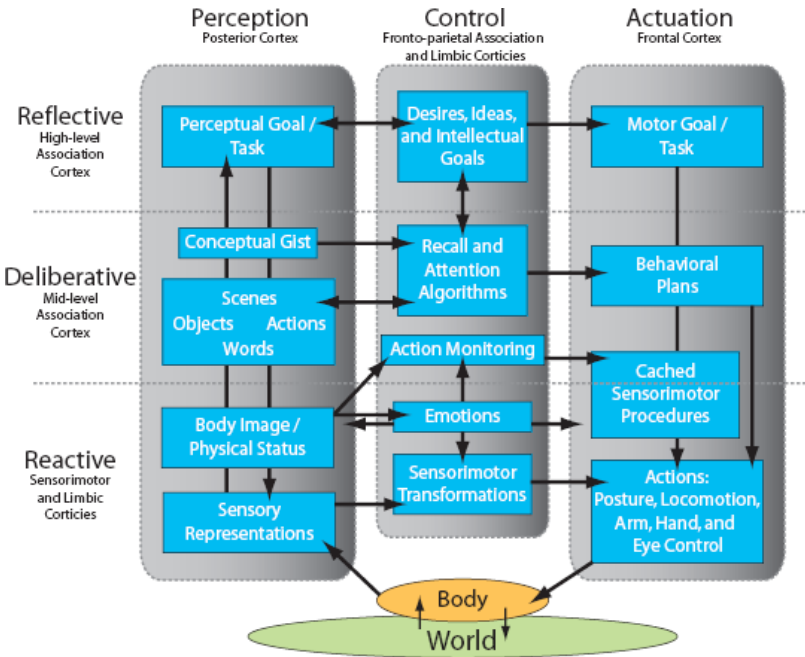 Perception
Posterior Cortex
Control
Fronto-parietal Association
and Limbic Corticies
Actuation
Frontal Cortex
Reflective
High-level
Association
Cortex
Perceptual Goal /
Task
Desires, Ideas,
and Intellectual
Goals
Motor Goal /
Task
Deliberative
Mid-level
Association
Cortex
Conceptual Gist
Scenes
Objects Actions
Words
Recall and
Attention
Algorithms
Behavioral
Plans
Action Monitoring
Cached
Sensorimotor
Procedures
Reactive
Sensorimotor
and Limbic
Corticies
Body Image /
Physical Status
Emotions
Sensory
Representations
Sensorimotor
Transformations
Actions:
Posture, Locomotion,
Arm, Hand, and
Eye Control
Body
World